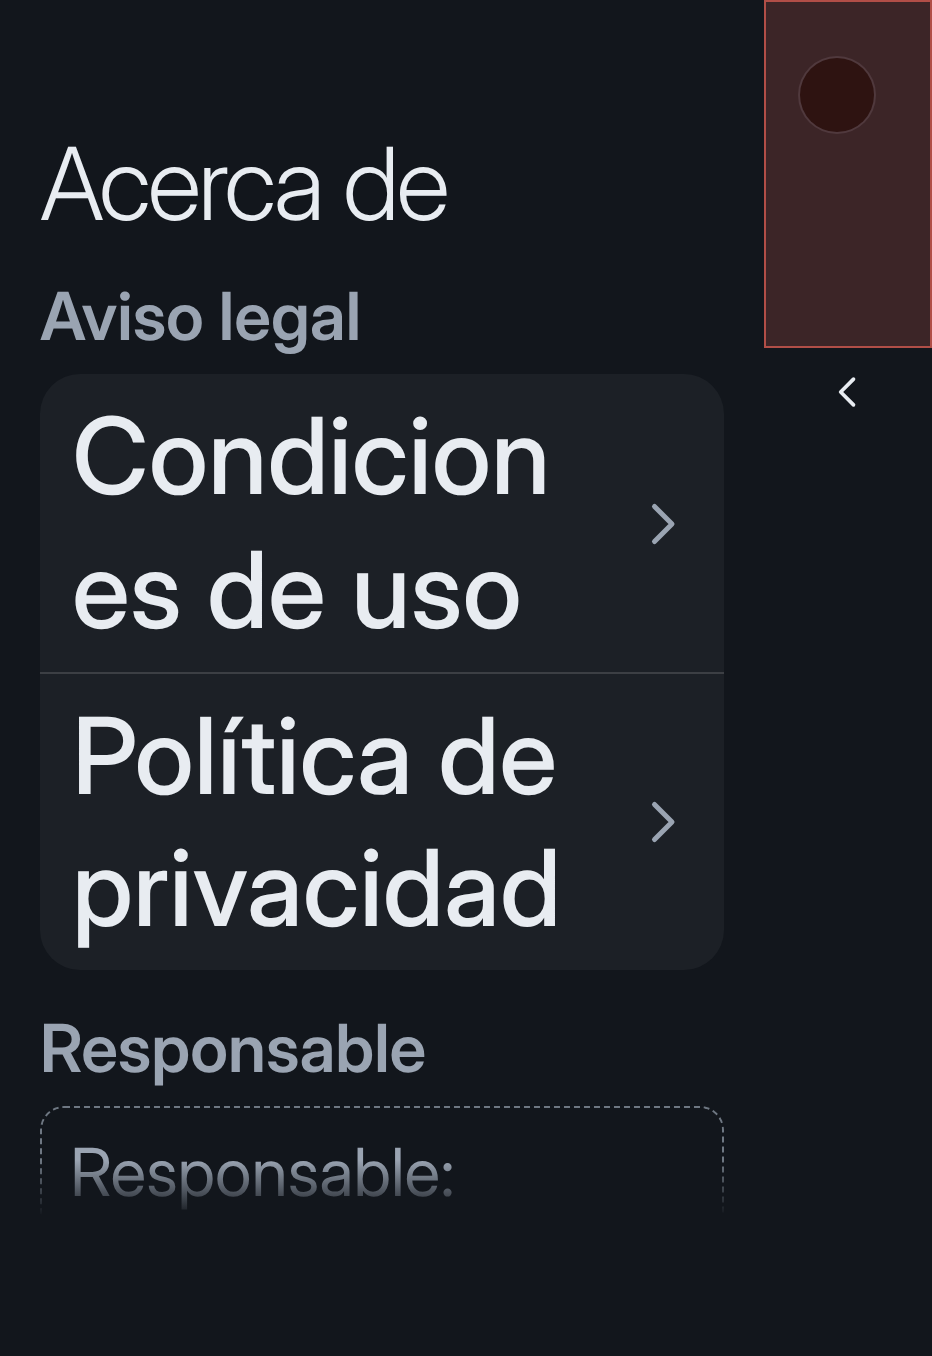 Acerca de
Aviso legal
Condicion
es de uso
Política de
privacidad
Responsable
Responsable: